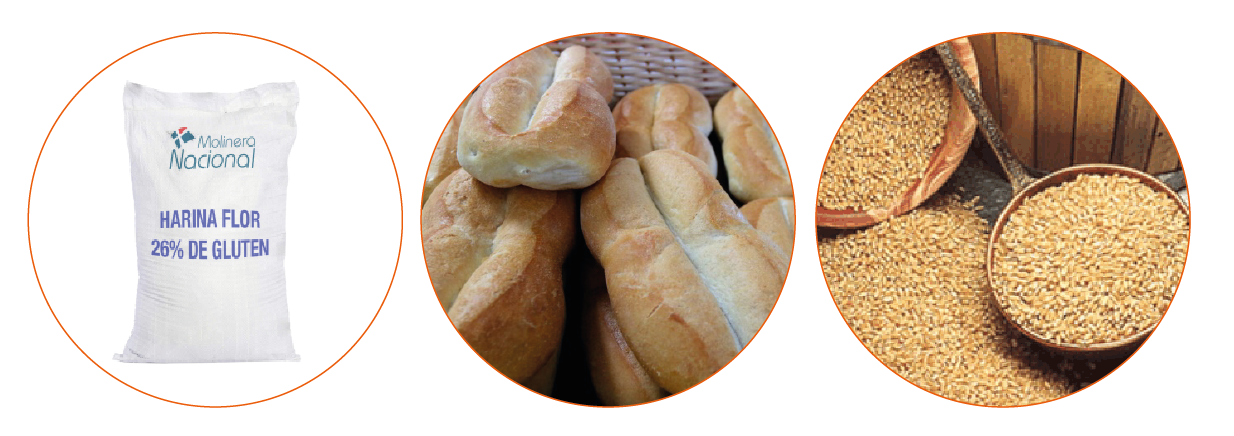 Molinera
Nacional
HARINA FLOR
26% DE GLUTEN